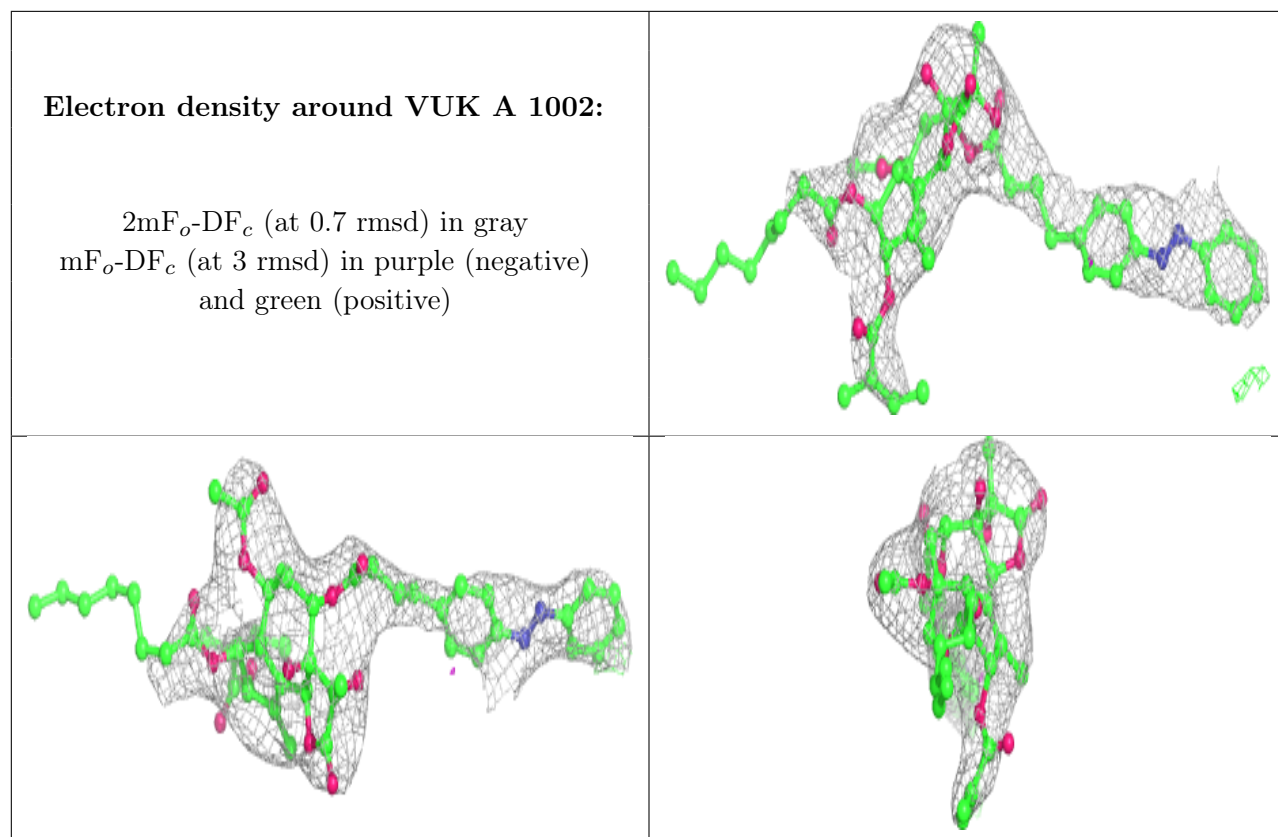 Electron density around VUK A 1002:
2mFo-DFc (at 0.7 rmsd) in gray
mFo-DFc (at 3 rmsd) in purple (negative)
and green (positive)